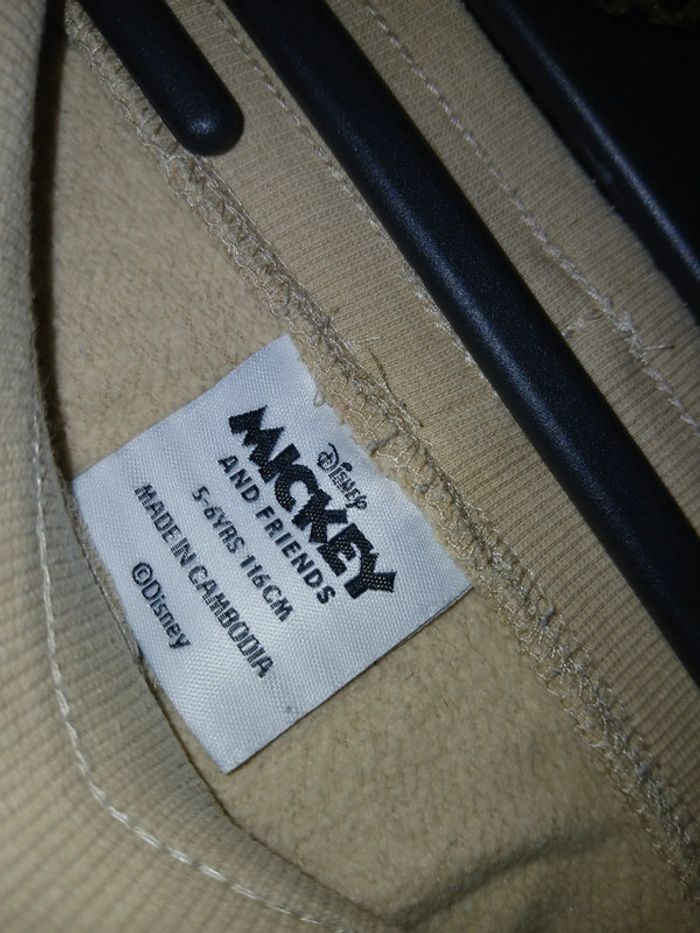 Disney
MICKEY
AND FRIENDS
5-6YRS 116CM
MADE IN CAMBODIA
©Disney